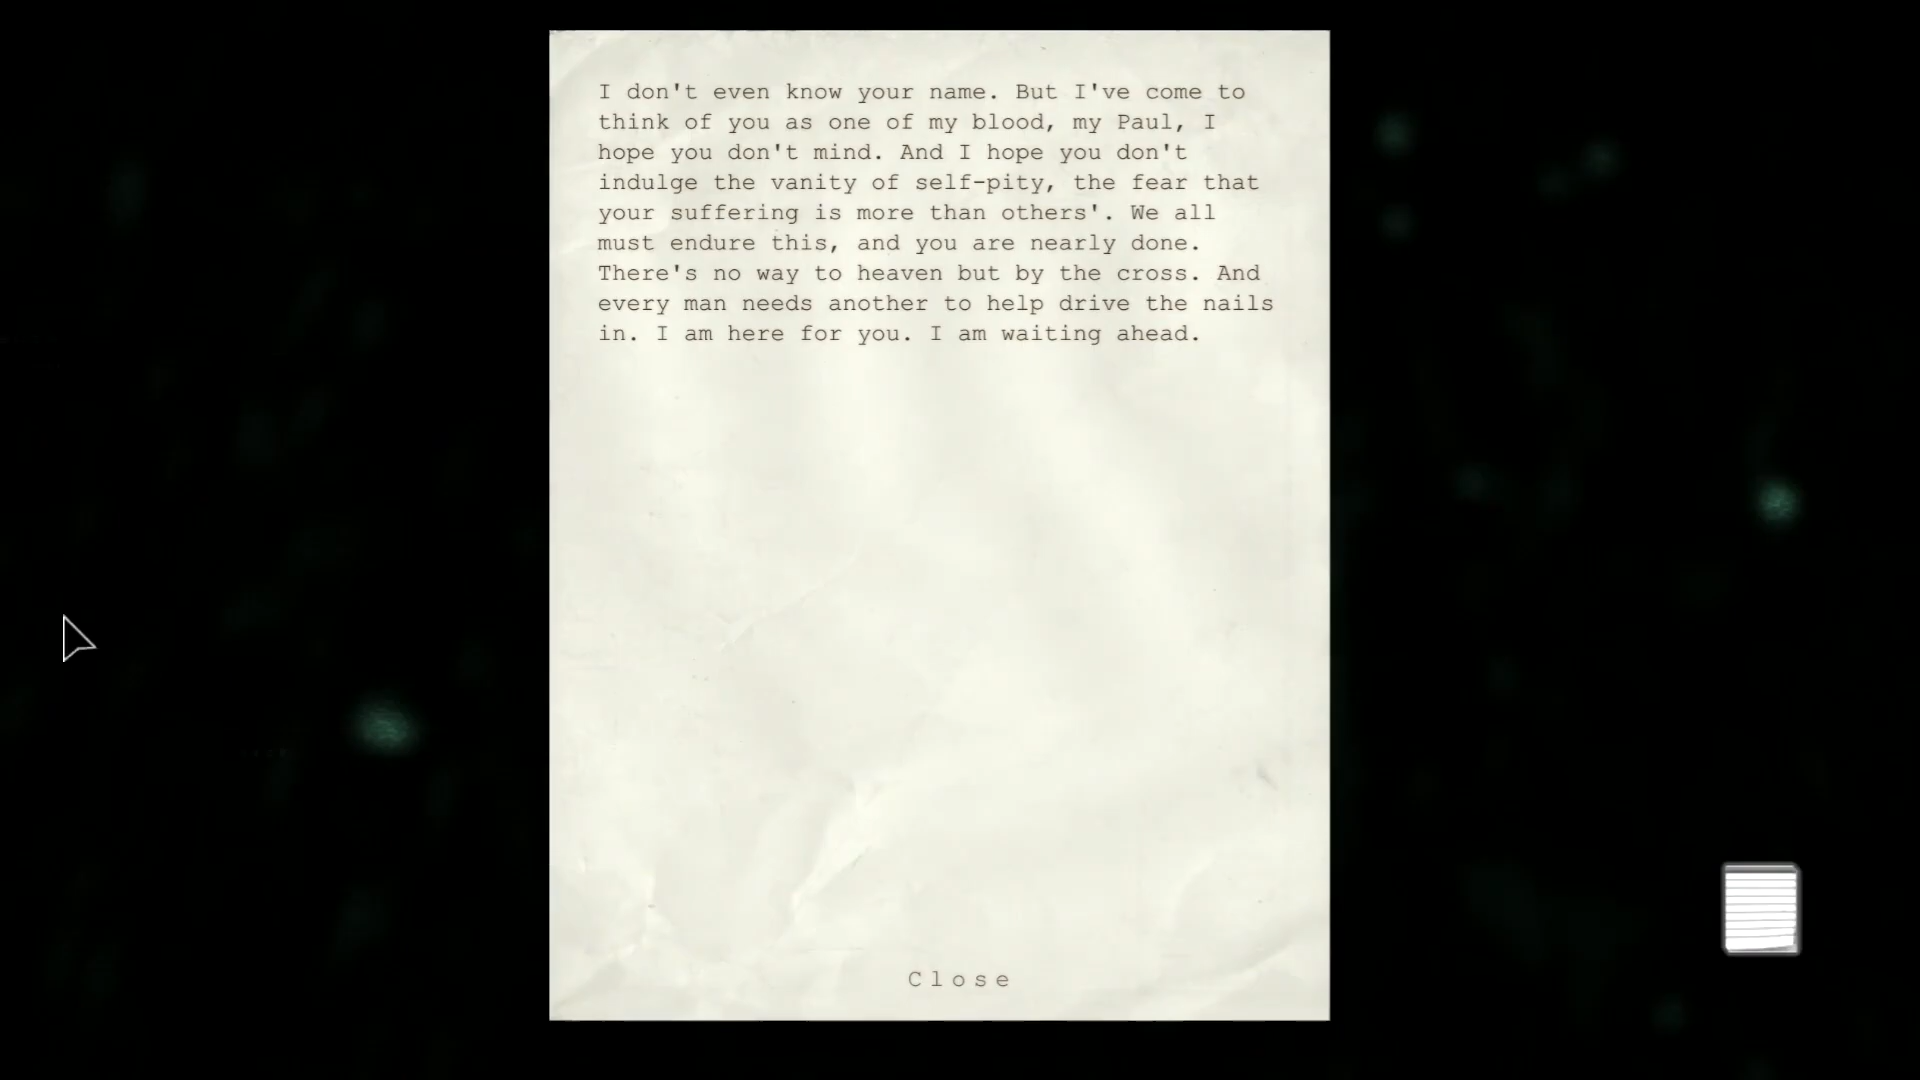 I don't even know your name. But I've come to
think of you as one of my blood, my Paul, I
hope you don't mind. And I hope you don't
indulge the vanity of self-pity, the fear that
your suffering is more than others'. We all
must endure this, and you are nearly done.
There's no way to heaven but by the cross. And
every man needs another to help drive the nails
in. I am here for you. I am waiting ahead.
Close